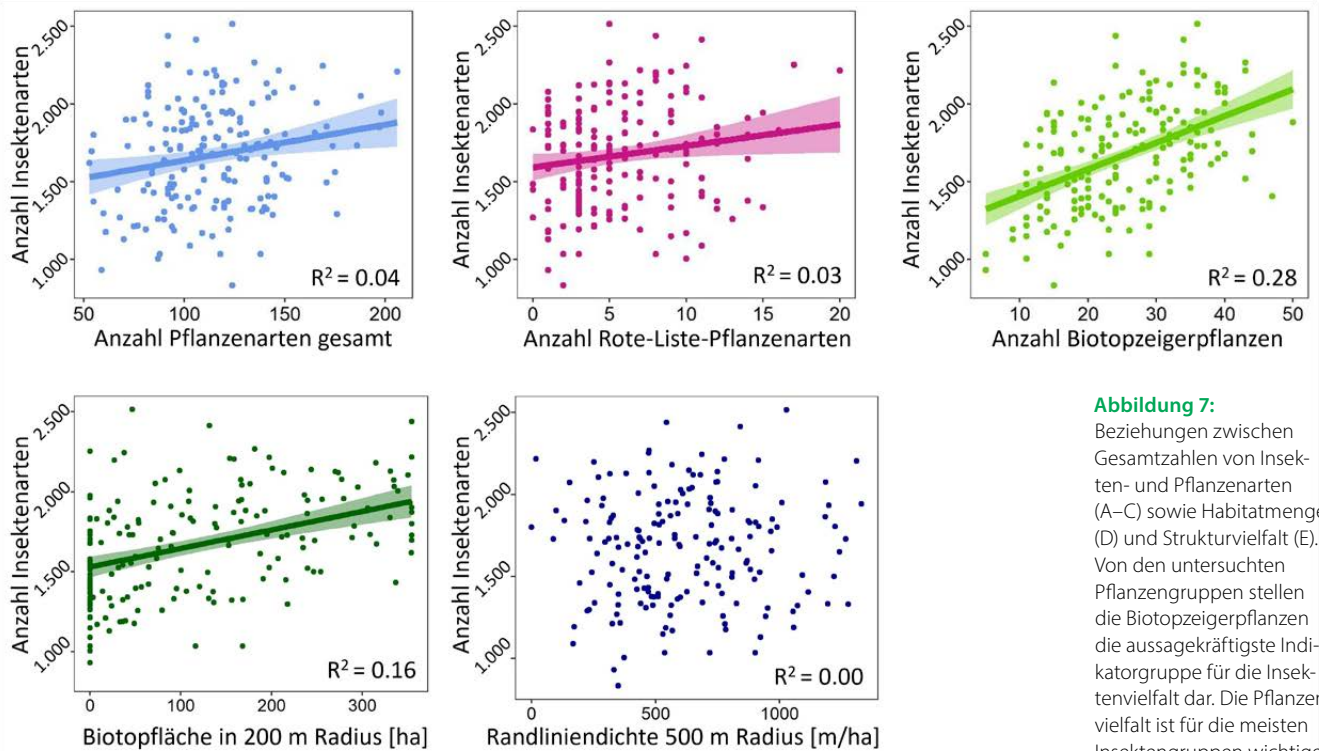 2.500
2.000
1.500
1.000
Anzahl Insektenarten
R² = 0.04
50 100 150 200
Anzahl Pflanzenarten gesamt
2.500
2.000
1.500
1.000
Anzahl Insektenarten
R² = 0.03
0 5 10 15 20
Anzahl Rote-Liste-Pflanzenarten
2.500
2.000
1.500
1.000
Anzahl Insektenarten
R² = 0.28
10 20 30 40 50
Anzahl Biotopzeigerpflanzen
2.500
2.000
1.500
1.000
Anzahl Insektenarten
R² = 0.16
0 100 200 300
Biotopfläche in 200 m Radius [ha]
2.500
2.000
1.500
1.000
Anzahl Insektenarten
R² = 0.00
0 500 1000
Randliniendichte 500 m Radius [m/ha]
Abbildung 7:
Beziehungen zwischen
Gesamtzahlen von Insek-
ten- und Pflanzenarten
(A–C) sowie Habitatmenge
(D) und Strukturvielfalt (E).
Von den untersuchten
Pflanzengruppen stellen
die Biotopzeigerpflanzen
die aussagekräftigste Indi-
katorgruppe für die Insek-
tenvielfalt dar. Die Pflanzen
vielfalt ist für die meisten